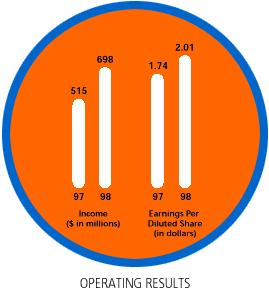 2.01
698
1.74
515
97 98 97 98
Income
($ in millions)
Earnings Per
Diluted Share
(in dollars)
OPERATING RESULTS